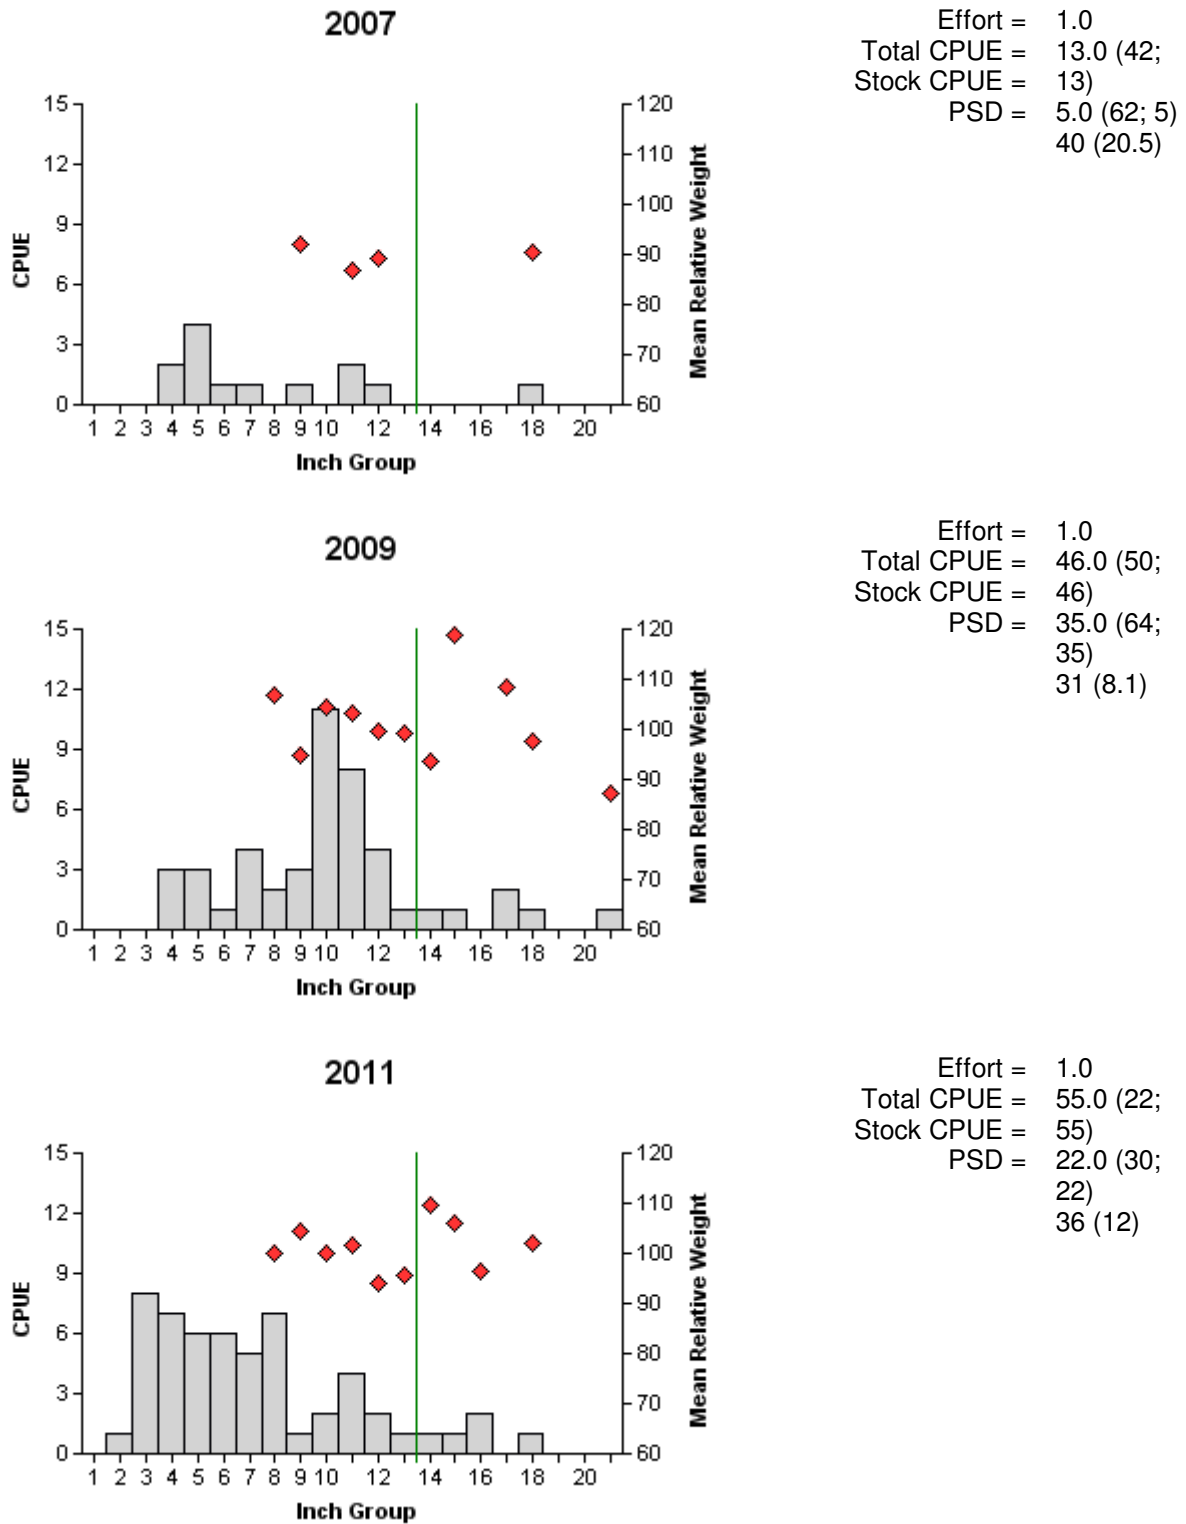 2007
Effort = 1.0
Total CPUE = 13.0 (42;
Stock CPUE = 13)
PSD = 5.0 (62; 5)
40 (20.5)
15 120
110
12
100
9
90
6
80
3
70
0 60
CPUE
Mean Relative Weight
1 2 3 4 5 6 7 8 9 10 12 14 16 18 20
Inch Group
2009
Effort = 1.0
Total CPUE = 46.0 (50;
Stock CPUE = 46)
PSD = 35.0 (64;
35)
31 (8.1)
15 120
110
12
100
9
90
6
80
3
70
0 60
CPUE
Mean Relative Weight
1 2 3 4 5 6 7 8 9 10 12 14 16 18 20
Inch Group
2011
Effort = 1.0
Total CPUE = 55.0 (22;
Stock CPUE = 55)
PSD = 22.0 (30;
22)
36 (12)
15 120
110
12
100
9
90
6
80
3
70
0 60
CPUE
Mean Relative Weight
1 2 3 4 5 6 7 8 9 10 12 14 16 18 20
Inch Group